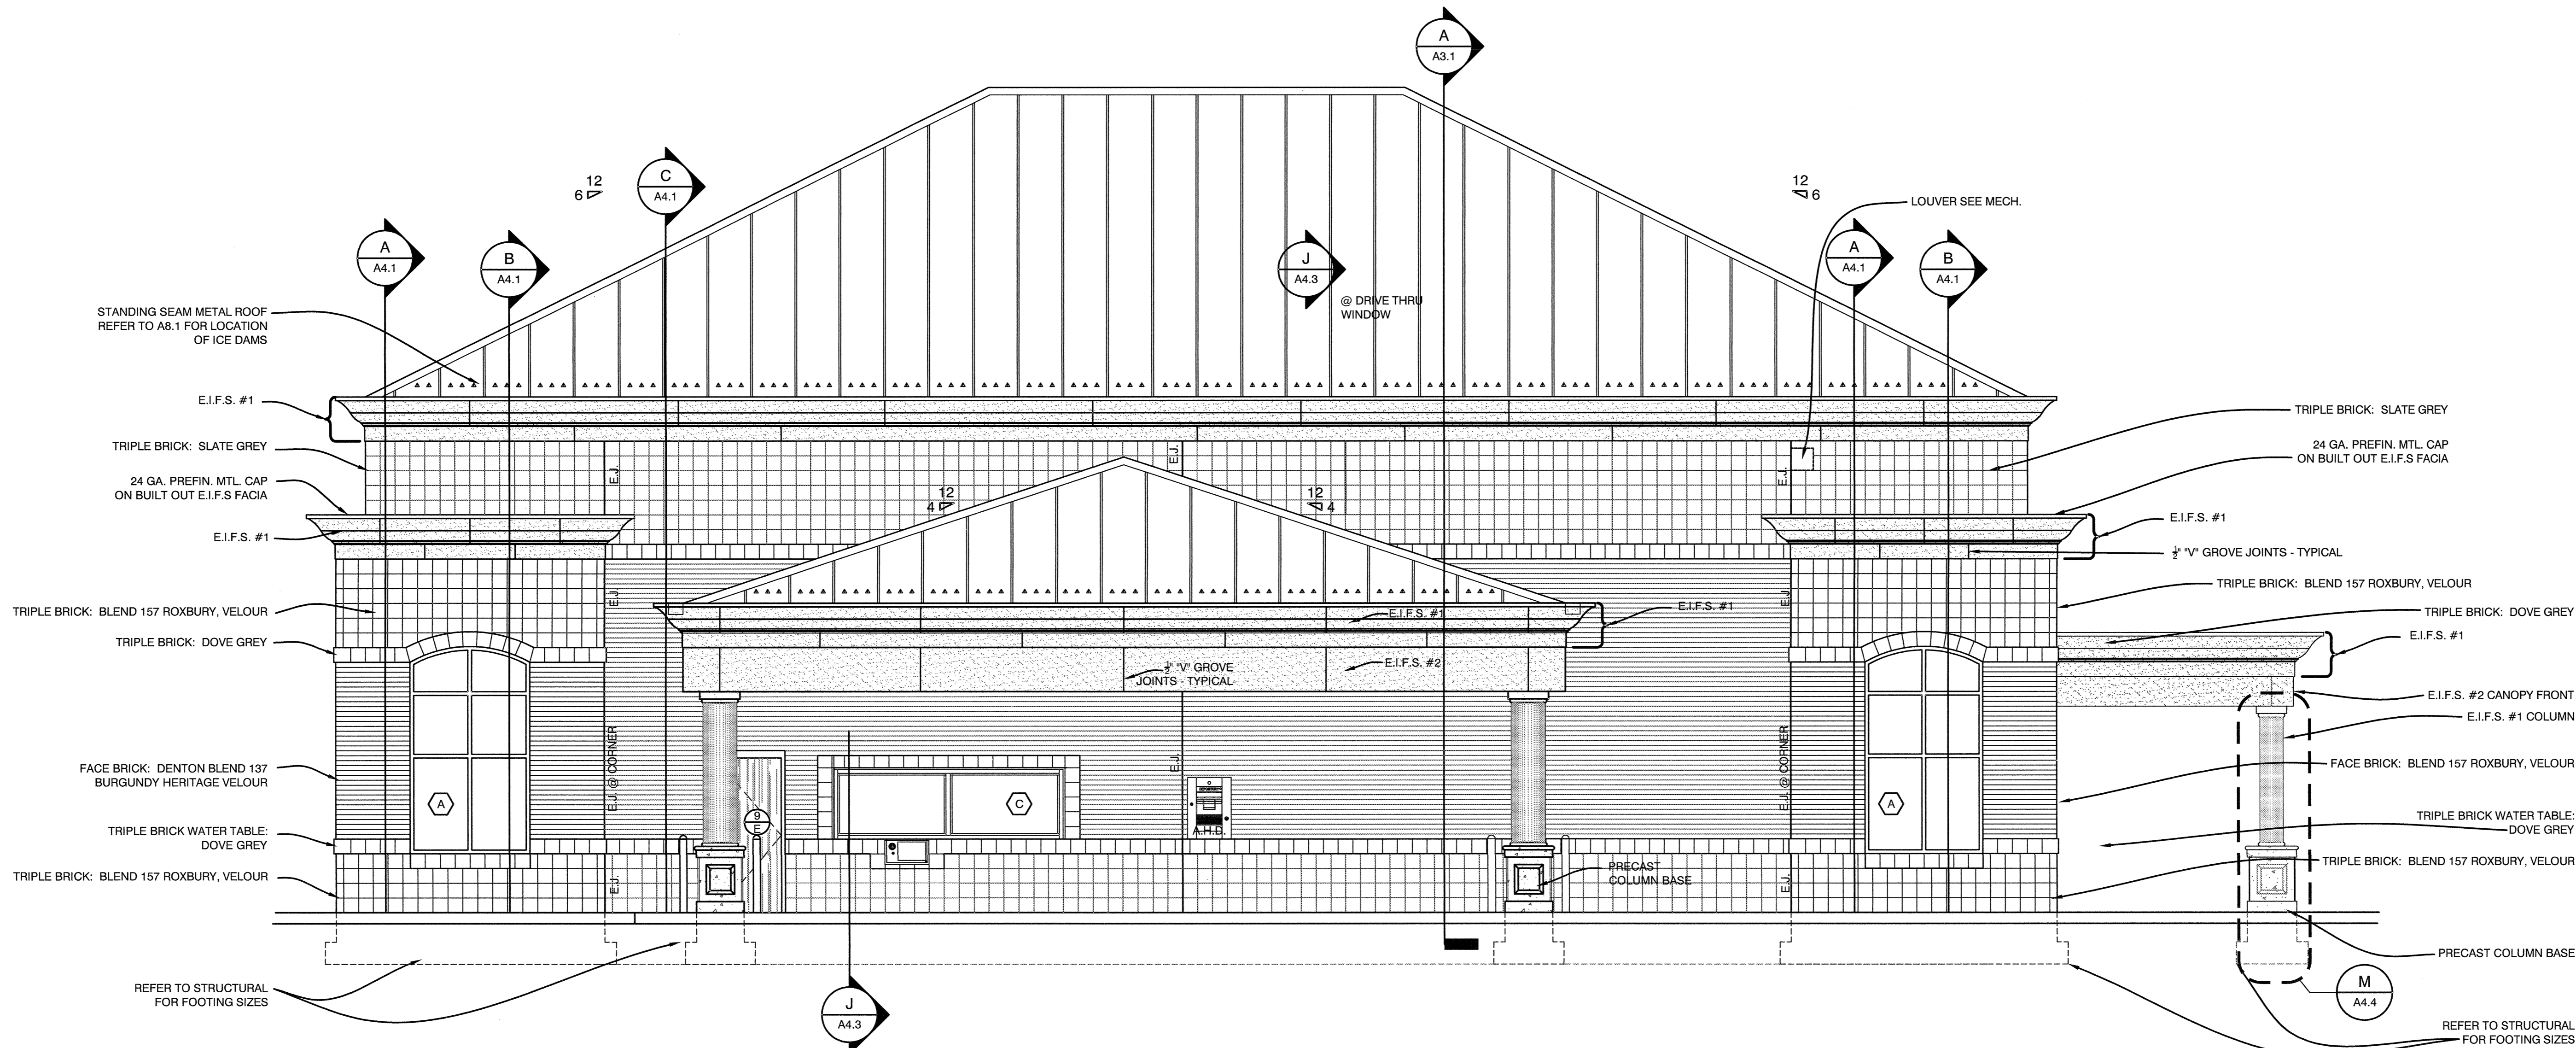 A
A3.1
12
6
C
A4.1
12
6
LOUVER SEE MECH.
A
A4.1
B
A4.1
J
A4.3
@ DRIVE THRU
WINDOW
A
A4.1
B
A4.1
STANDING SEAM METAL ROOF
REFER TO A8.1 FOR LOCATION
OF ICE DAMS
E.I.F.S. #1
TRIPLE BRICK: SLATE GREY
24 GA. PREFIN. MTL. CAP
ON BUILT OUT E.I.F.S FACIA
E.I.F.S. #1
TRIPLE BRICK: BLEND 157 ROXBURY, VELOUR
TRIPLE BRICK: DOVE GREY
FACE BRICK: DENTON BLEND 137
BURGUNDY HERITAGE VELOUR
TRIPLE BRICK WATER TABLE:
DOVE GREY
TRIPLE BRICK: BLEND 157 ROXBURY, VELOUR
REFER TO STRUCTURAL
FOR FOOTING SIZES
E.J.
E.J.
E.J.
12
4
12
4
E.J.
E.J.
E.I.F.S. #1
E.I.F.S. #1
½" "V" GROVE
JOINTS - TYPICAL
E.I.F.S. #2
E.J. @ CORNER
E.J.
E.J. @ CORNER
A
9
E
C
A.H.D.
A
E.J.
PRECAST
COLUMN BASE
E.J.
J
A4.3
TRIPLE BRICK: SLATE GREY
24 GA. PREFIN. MTL. CAP
ON BUILT OUT E.I.F.S FACIA
E.I.F.S. #1
½" "V" GROVE JOINTS - TYPICAL
TRIPLE BRICK: BLEND 157 ROXBURY, VELOUR
TRIPLE BRICK: DOVE GREY
E.I.F.S. #1
E.I.F.S. #2 CANOPY FRONT
E.I.F.S. #1 COLUMN
FACE BRICK: BLEND 157 ROXBURY, VELOUR
TRIPLE BRICK WATER TABLE:
DOVE GREY
TRIPLE BRICK: BLEND 157 ROXBURY, VELOUR
PRECAST COLUMN BASE
M
A4.4
REFER TO STRUCTURAL
FOR FOOTING SIZES